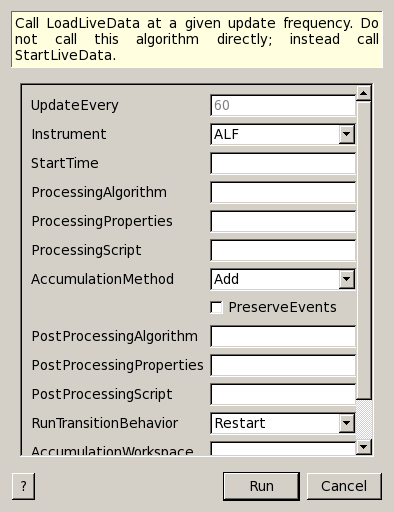 Call LoadLiveData at a given update frequency. Do
not call this algorithm directly; instead call
StartLiveData.
UpdateEvery 60
Instrument ALF
StartTime
ProcessingAlgorithm
ProcessingProperties
ProcessingScript
AccumulationMethod Add
PreserveEvents
PostProcessingAlgorithm
PostProcessingProperties
PostProcessingScript
RunTransitionBehavior Restart
AccumulationWorkspace
? Run Cancel